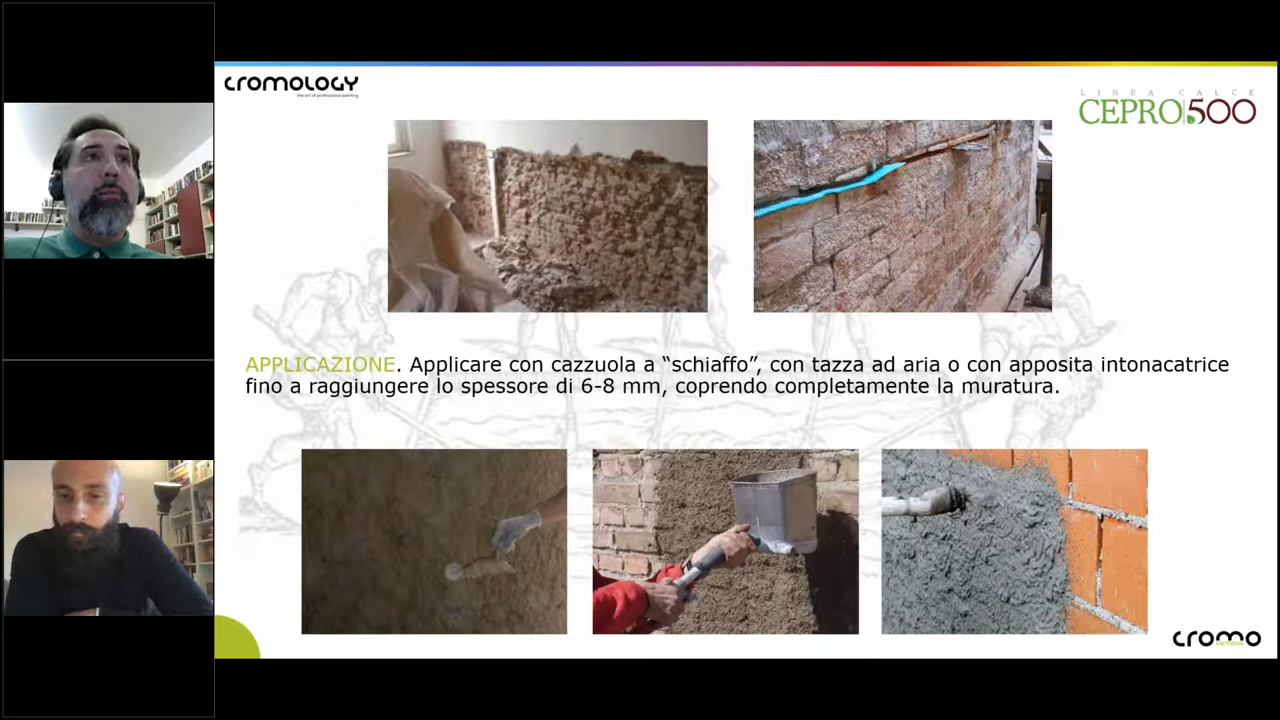 CROMOLOGY
the art of professional painting
LINEA CALCE
CEPRO.500
APPLICAZIONE. Applicare con cazzuola a “schiaffo”, con tazza ad aria o con apposita intonacatrice
fino a raggiungere lo spessore di 6-8 mm, coprendo completamente la muratura.
cromo
campus